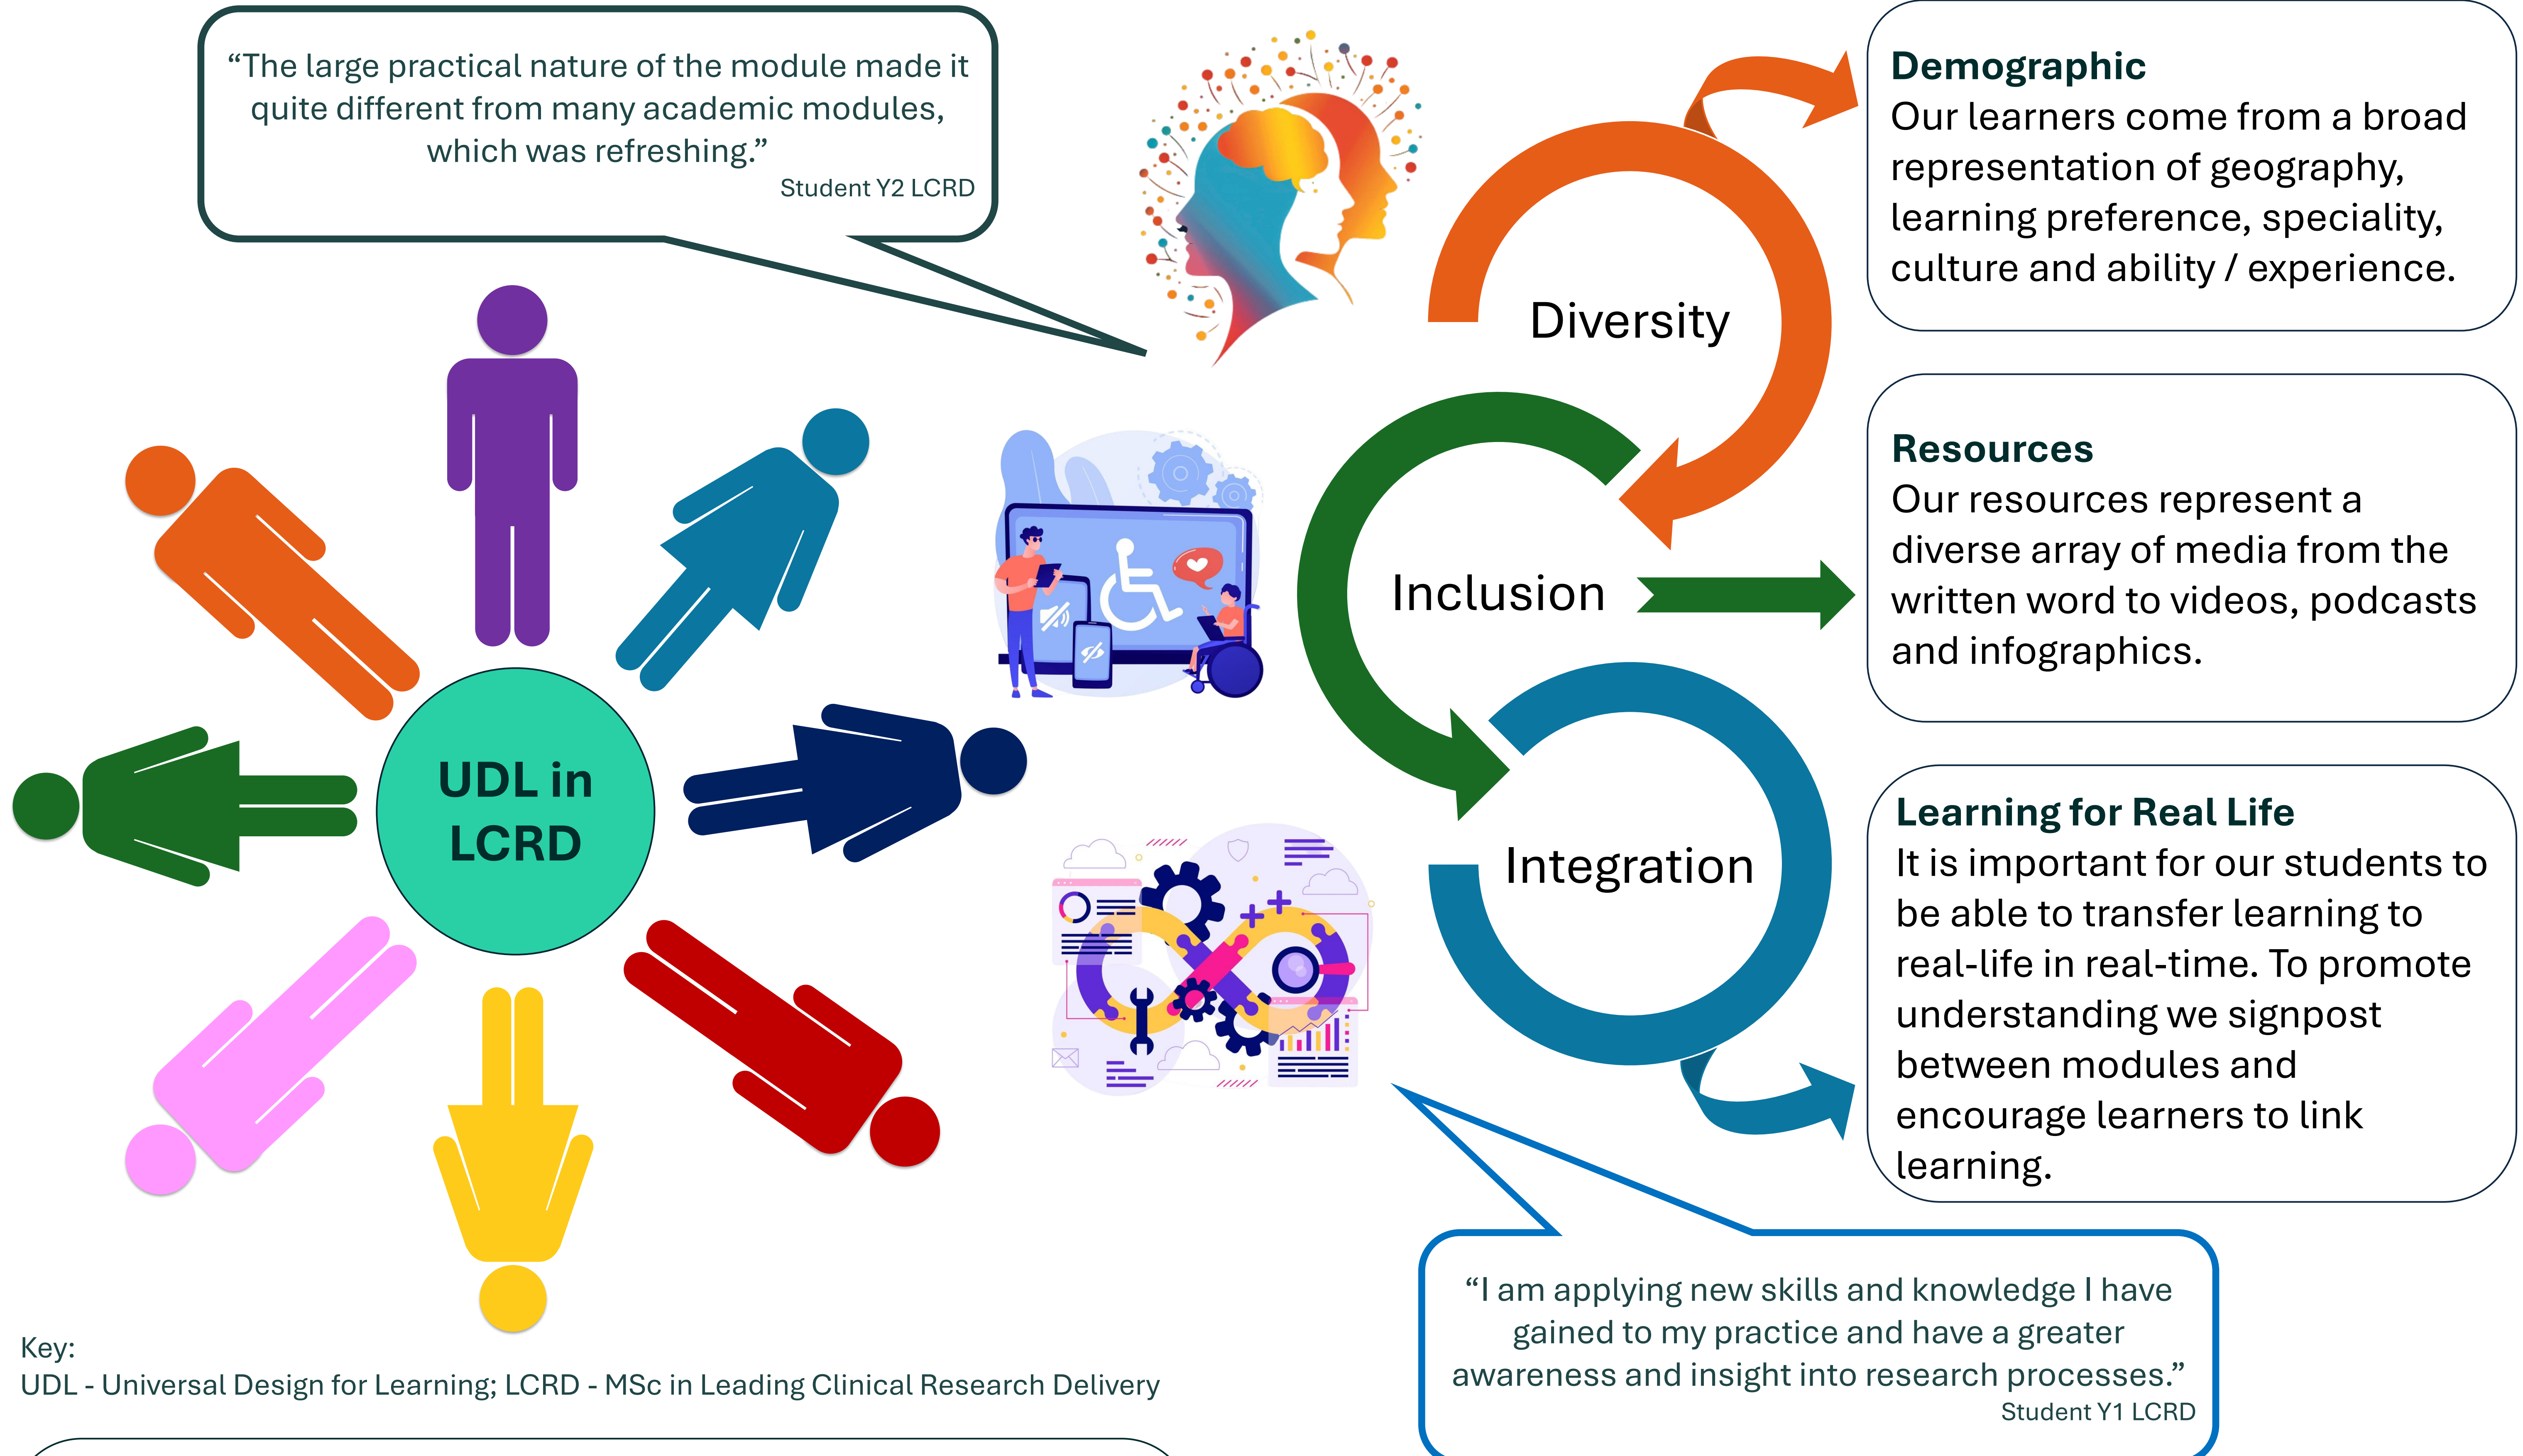 “The large practical nature of the module made it
quite different from many academic modules,
which was refreshing.”
Student Y2 LCRD
Diversity
Demographic
Our learners come from a broad
representation of geography,
learning preference, speciality,
culture and ability / experience.
Inclusion
Resources
Our resources represent a
diverse array of media from the
written word to videos, podcasts
and infographics.
UDL in
LCRD
Integration
Learning for Real Life
It is important for our students to
be able to transfer learning to
real-life in real-time. To promote
understanding we signpost
between modules and
encourage learners to link
learning.
“I am applying new skills and knowledge I have
gained to my practice and have a greater
awareness and insight into research processes.”
Student Y1 LCRD
Key:
UDL - Universal Design for Learning; LCRD - MSc in Leading Clinical Research Delivery